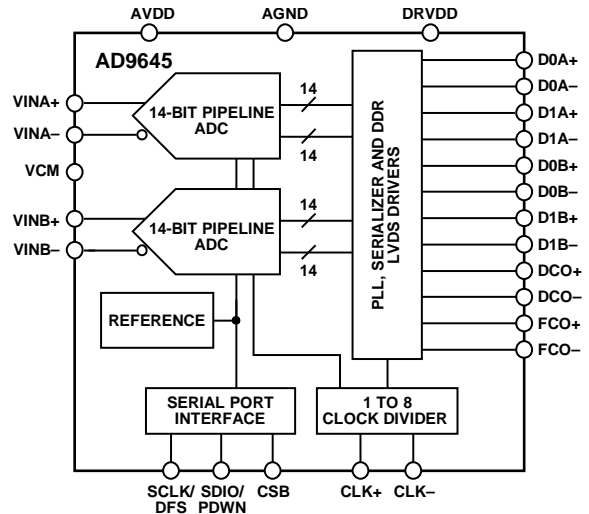 AVDD AGND DRVDD
AD9645
VINA+
VINA–
VCM
VINB+
VINB–
14-BIT PIPELINE
ADC
14
14
14-BIT PIPELINE
ADC
14
14
PLL, SERIALIZER AND DDR
LVDS DRIVERS
D0A+
D0A–
D1A+
D1A–
D0B+
D0B–
D1B+
D1B–
DCO+
DCO–
FCO+
FCO–
REFERENCE
SERIAL PORT
INTERFACE
1 TO 8
CLOCK DIVIDER
SCLK/
DFS
SDIO/
PDWN
CSB
CLK+
CLK–